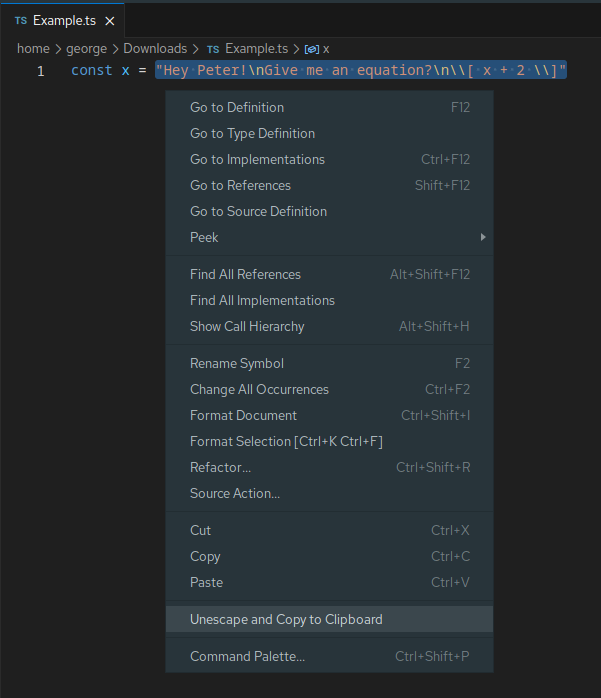 TS Example.ts ×
home > george > Downloads > TS Example.ts > x
1 const x = "Hey Peter!\nGive me an equation?\n\\[ x + 2 \\]"
Go to Definition F12
Go to Type Definition
Go to Implementations Ctrl+F12
Go to References Shift+F12
Go to Source Definition
Peek
Find All References Alt+Shift+F12
Find All Implementations
Show Call Hierarchy Alt+Shift+H
Rename Symbol F2
Change All Occurrences Ctrl+F2
Format Document Ctrl+Shift+I
Format Selection [Ctrl+K Ctrl+F]
Refactor... Ctrl+Shift+R
Source Action...
Cut Ctrl+X
Copy Ctrl+C
Paste Ctrl+V
Unescape and Copy to Clipboard
Command Palette... Ctrl+Shift+P